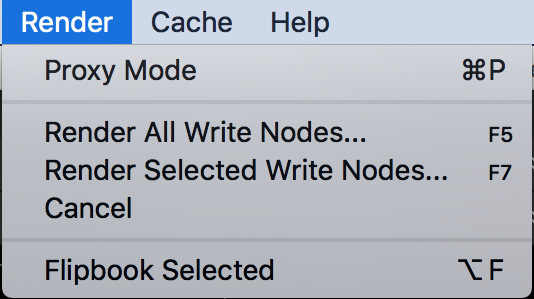 Render Cache Help
Proxy Mode ⌘P
Render All Write Nodes... F5
Render Selected Write Nodes... F7
Cancel
Flipbook Selected ⌥F